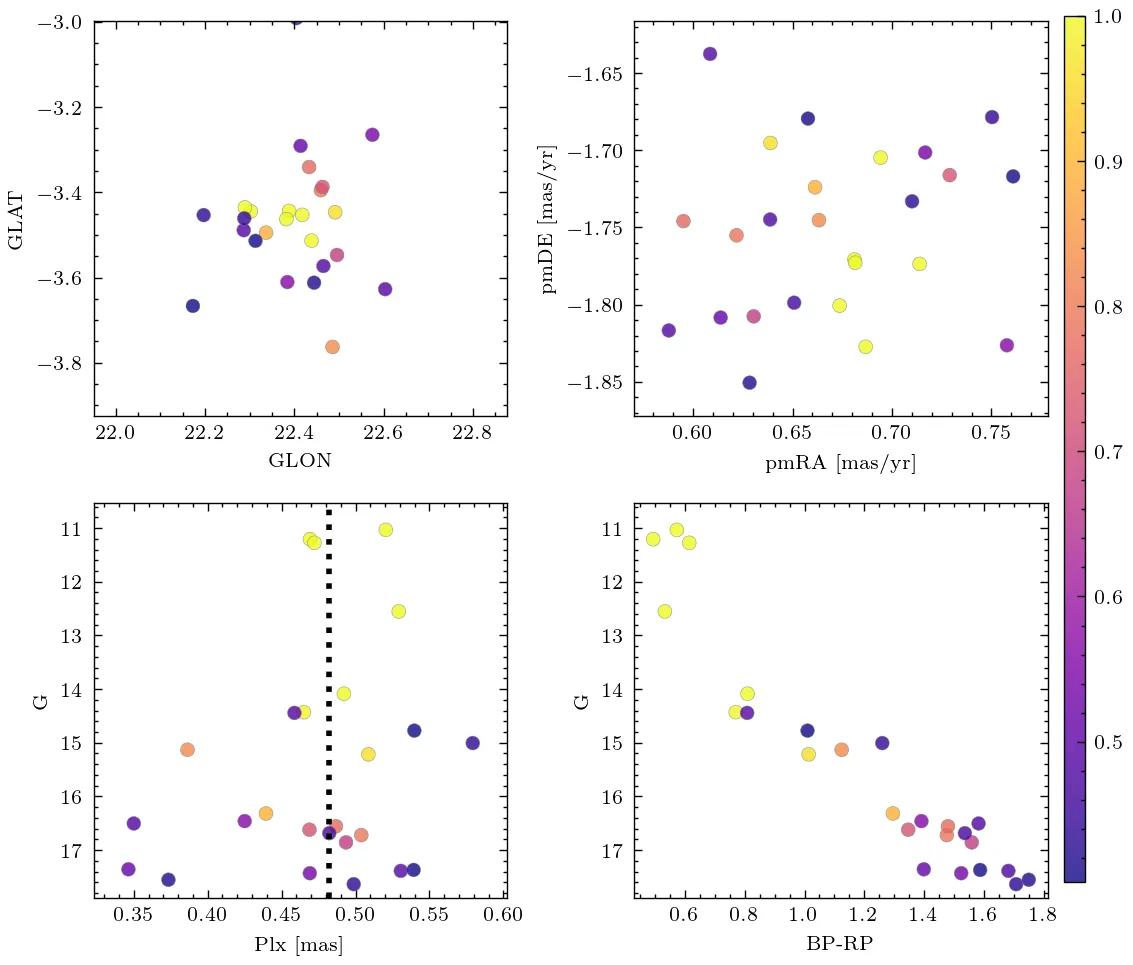 −3.0
−3.2
−3.4
−3.6
−3.8
GLAT
22.0 22.2 22.4 22.6 22.8
GLON
−1.65
−1.70
−1.75
−1.80
−1.85
pmDE [mas/yr]
0.60 0.65 0.70 0.75
pmRA [mas/yr]
1.0
0.9
0.8
0.7
0.6
0.5
11
12
13
14
15
16
17
G
0.35 0.40 0.45 0.50 0.55 0.60
Plx [mas]
11
12
13
14
15
16
17
G
0.6 0.8 1.0 1.2 1.4 1.6 1.8
BP-RP